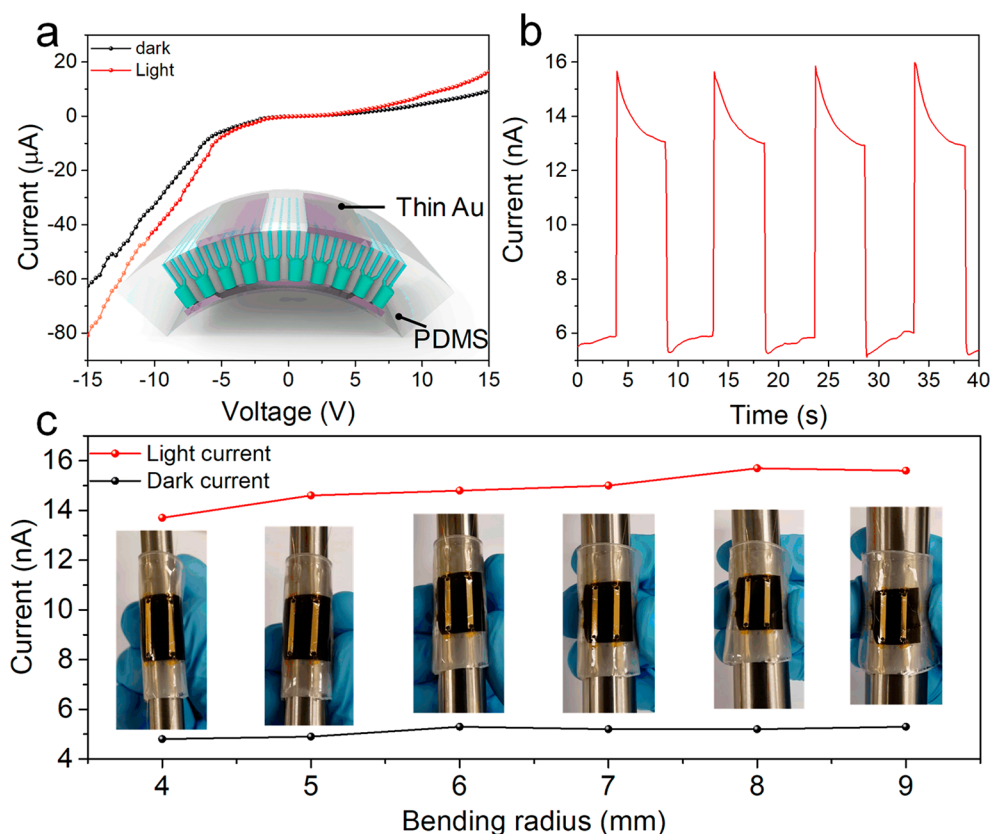 a
dark
Light
20
0
-20
-40
-60
-80
Current (μA)
Thin Au
PDMS
-15 -10 -5 0 5 10 15
Voltage (V)
b
16
14
12
10
8
6
Current (nA)
0 5 10 15 20 25 30 35 40
Time (s)
c
Light current
Dark current
16
14
12
10
8
6
4
Current (nA)
4 5 6 7 8 9
Bending radius (mm)